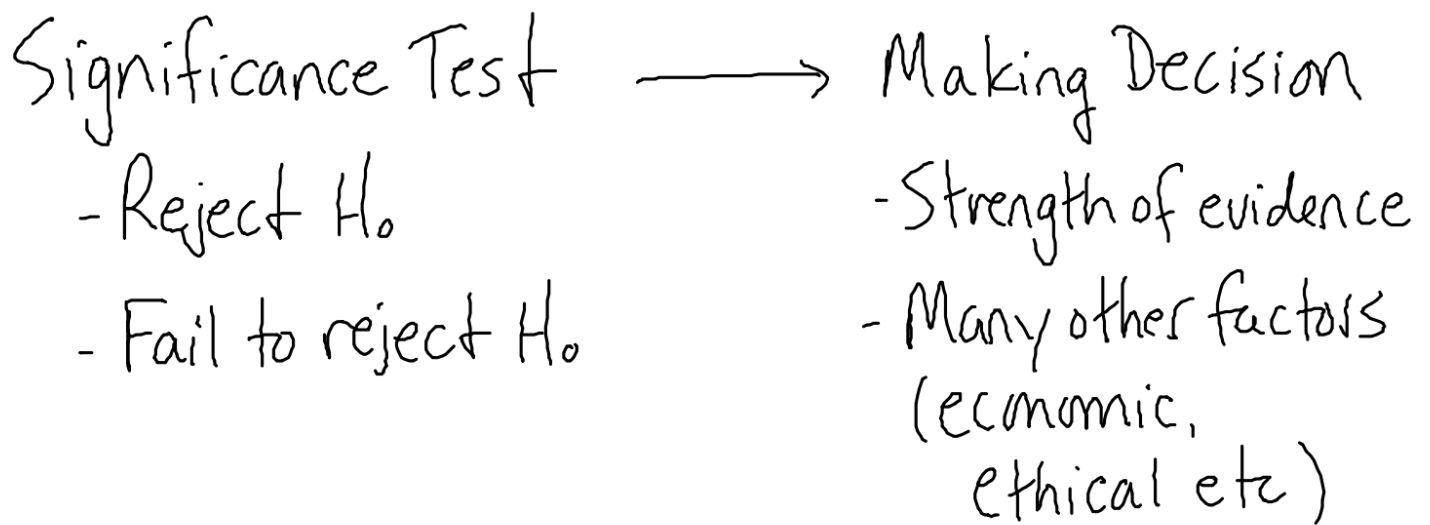 Significance Test → Making Decision
- Reject H₀
- Fail to reject H₀
- Strength of evidence
- Many other factors
(economic,
ethical etc)